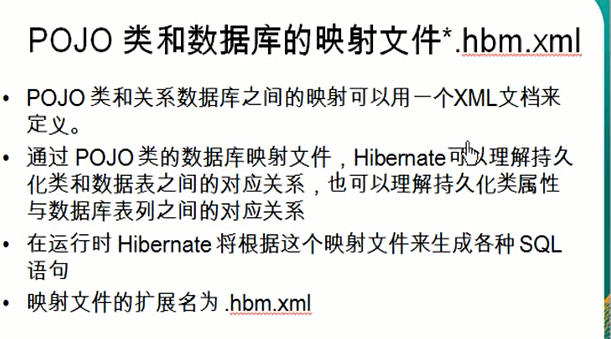 POJO 类和数据库的映射文件*.hbm.xml
• POJO 类和关系数据库之间的映射可以用一个XML文档来
定义。
• 通过 POJO 类的数据库映射文件，Hibernate可以理解持久
化类和数据表之间的对应关系，也可以理解持久化类属性
与数据库表列之间的对应关系
• 在运行时 Hibernate 将根据这个映射文件来生成各种 SQL
语句
• 映射文件的扩展名为 .hbm.xml